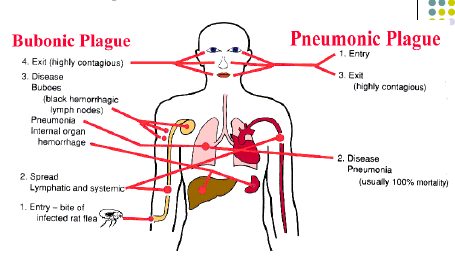 Bubonic Plague
4. Exit (highly contagious)
3. Disease
Buboes
(black hemorrhagic
lymph nodes)
Pneumonia
Internal organ
hemorrhage
2. Spread
Lymphatic and systemic
1. Entry – bite of
infected rat flea
Pneumonic Plague
1. Entry
3. Exit
(highly contagious)
2. Disease
Pneumonia
(usually 100% mortality)